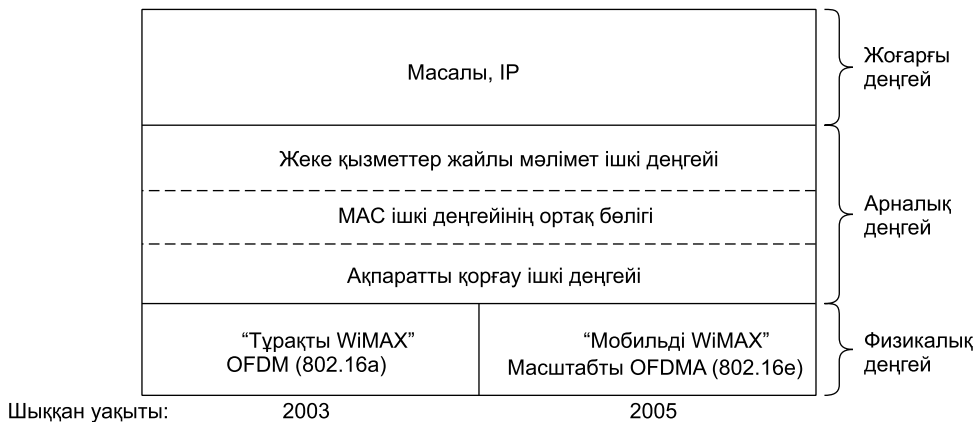 Масалы, IP
Жоғарғы
деңгей
Жеке қызметтер жайлы мәлімет ішкі деңгейі
MAC ішкі деңгейінің ортақ бөлігі
Ақпаратты қорғау ішкі деңгейі
Арналық
деңгей
“Тұрақты WiMAX”
OFDM (802.16a)
“Мобильді WiMAX”
Масштабты OFDMA (802.16e)
Физикалық
деңгей
Шыққан уақыты: 2003 2005